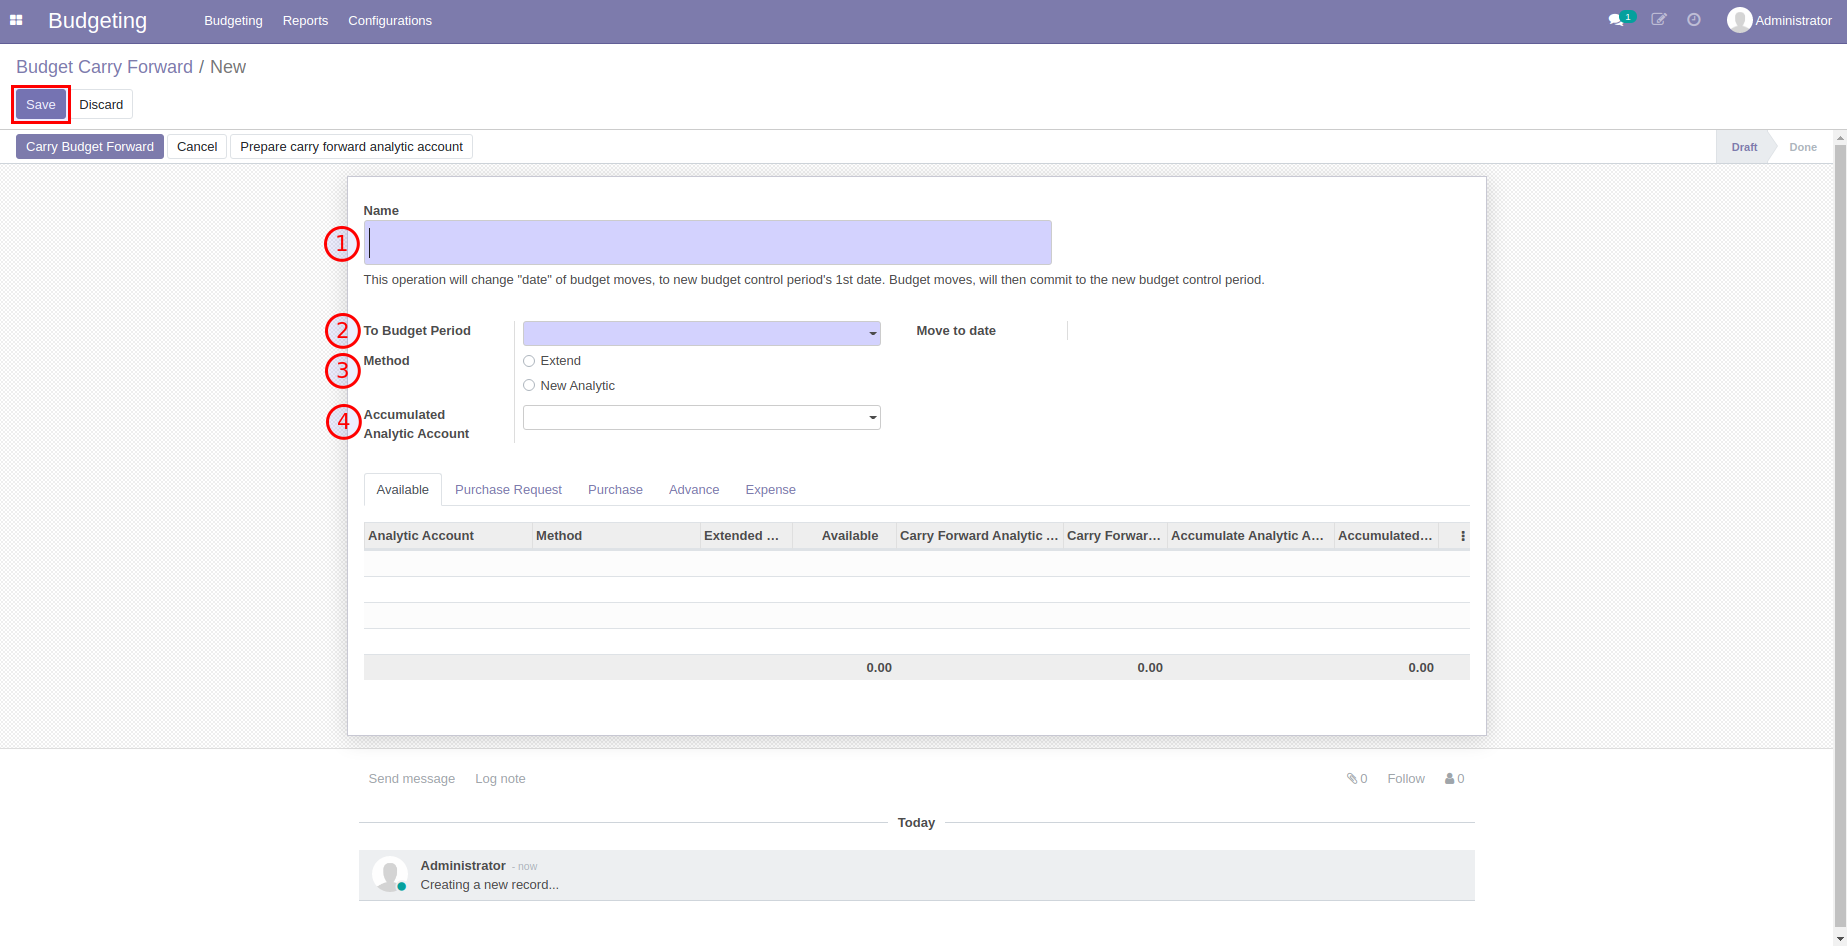 Budgeting Budgeting Reports Configurations 1 Administrator
Budget Carry Forward / New
Save Discard
Carry Budget Forward Cancel Prepare carry forward analytic account Draft Done
Name
1
This operation will change "date" of budget moves, to new budget control period's 1st date. Budget moves, will then commit to the new budget control period.
2 To Budget Period Move to date
3 Method Extend
New Analytic
4 Accumulated
Analytic Account
Available Purchase Request Purchase Advance Expense
Analytic Account Method Extended ... Available Carry Forward Analytic ... Carry Forwar... Accumulate Analytic A... Accumulated...
0.00 0.00 0.00
Send message Log note 0 Follow 0
Today
Administrator - now
Creating a new record...